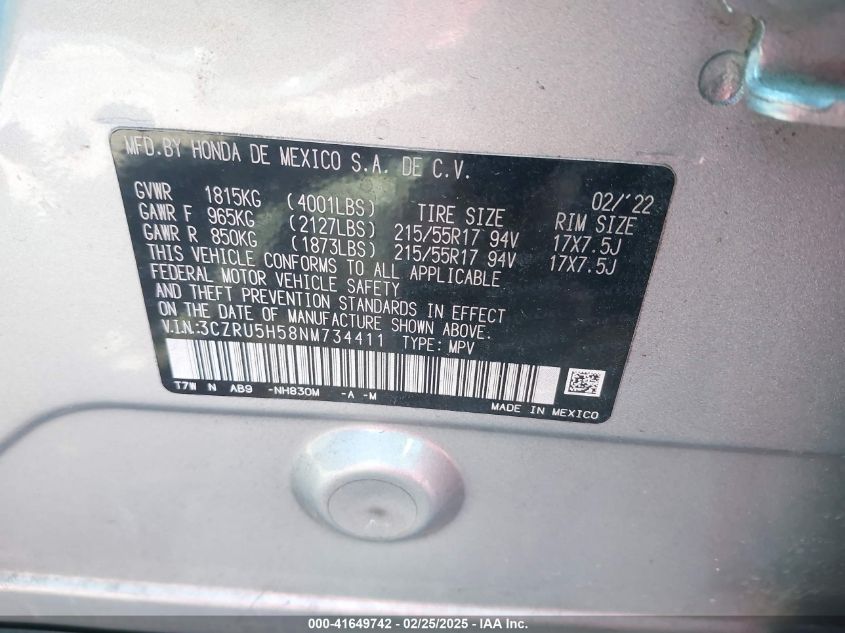 MFD.BY HONDA DE MEXICO S.A. DE C.V.
02/'22
GVWR 1815KG (4001LBS) TIRE SIZE RIM SIZE
GAWR F 965KG (2127LBS) 215/55R17 94V 17X7.5J
GAWR R 850KG (1873LBS) 215/55R17 94V 17X7.5J
THIS VEHICLE CONFORMS TO ALL APPLICABLE
FEDERAL MOTOR VEHICLE SAFETY
AND THEFT PREVENTION STANDARDS IN EFFECT
ON THE DATE OF MANUFACTURE SHOWN ABOVE.
V.I.N:3CZRU5H58NM734411 TYPE: MPV
T7W N AB9 -NH830M -A -M
MADE IN MEXICO
000-41649742 - 02/25/2025 - IAA Inc.